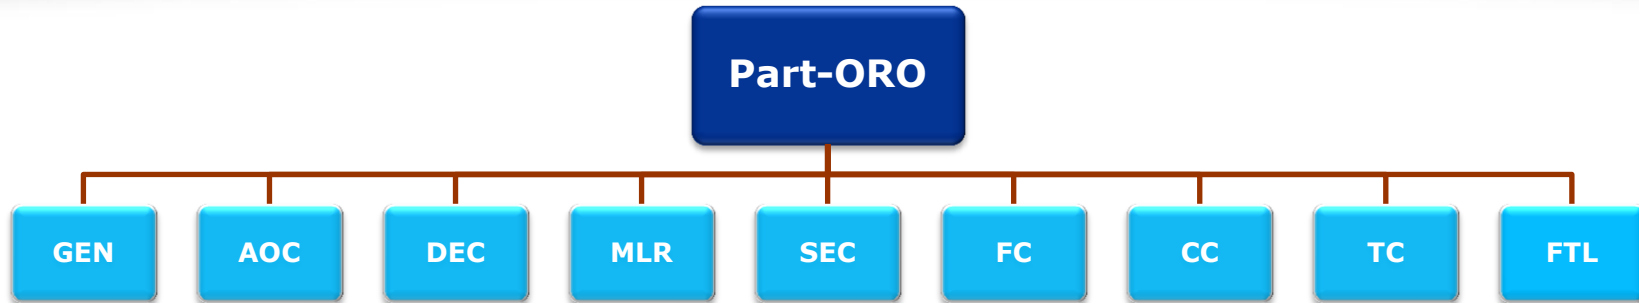 Part-ORO
GEN
AOC
DEC
MLR
SEC
FC
CC
TC
FTL